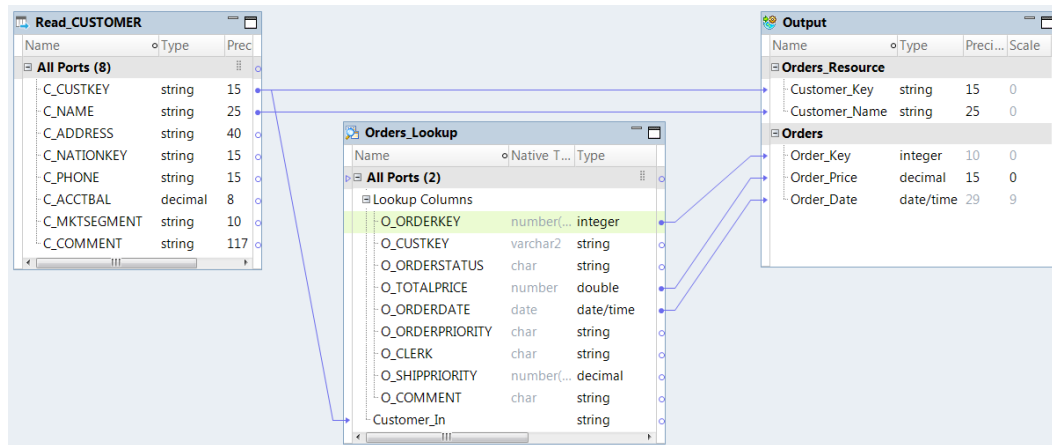 Read_CUSTOMER
Name Type Prec
All Ports (8)
C_CUSTKEY string 15
C_NAME string 25
C_ADDRESS string 40
C_NATIONKEY string 15
C_PHONE string 15
C_ACCTBAL decimal 8
C_MKTSEGMENT string 10
C_COMMENT string 117
Orders_Lookup
Name Native T... Type
All Ports (2)
Lookup Columns
O_ORDERKEY number(... integer
O_CUSTKEY varchar2 string
O_ORDERSTATUS char string
O_TOTALPRICE number double
O_ORDERDATE date date/time
O_ORDERPRIORITY char string
O_CLERK char string
O_SHIPPRIORITY number(... decimal
O_COMMENT char string
Customer_In string
Output
Name Type Preci... Scale
Orders_Resource
Customer_Key string 15 0
Customer_Name string 25 0
Orders
Order_Key integer 10 0
Order_Price decimal 15 0
Order_Date date/time 29 9